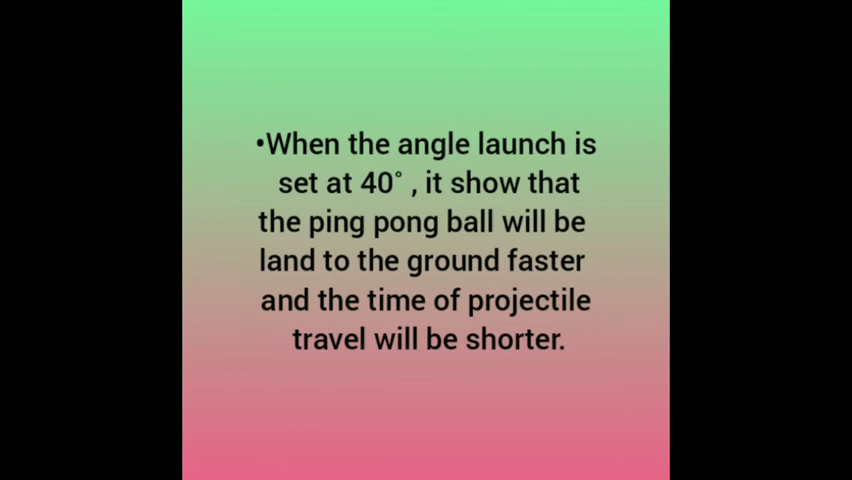 •When the angle launch is
set at 40° , it show that
the ping pong ball will be
land to the ground faster
and the time of projectile
travel will be shorter.